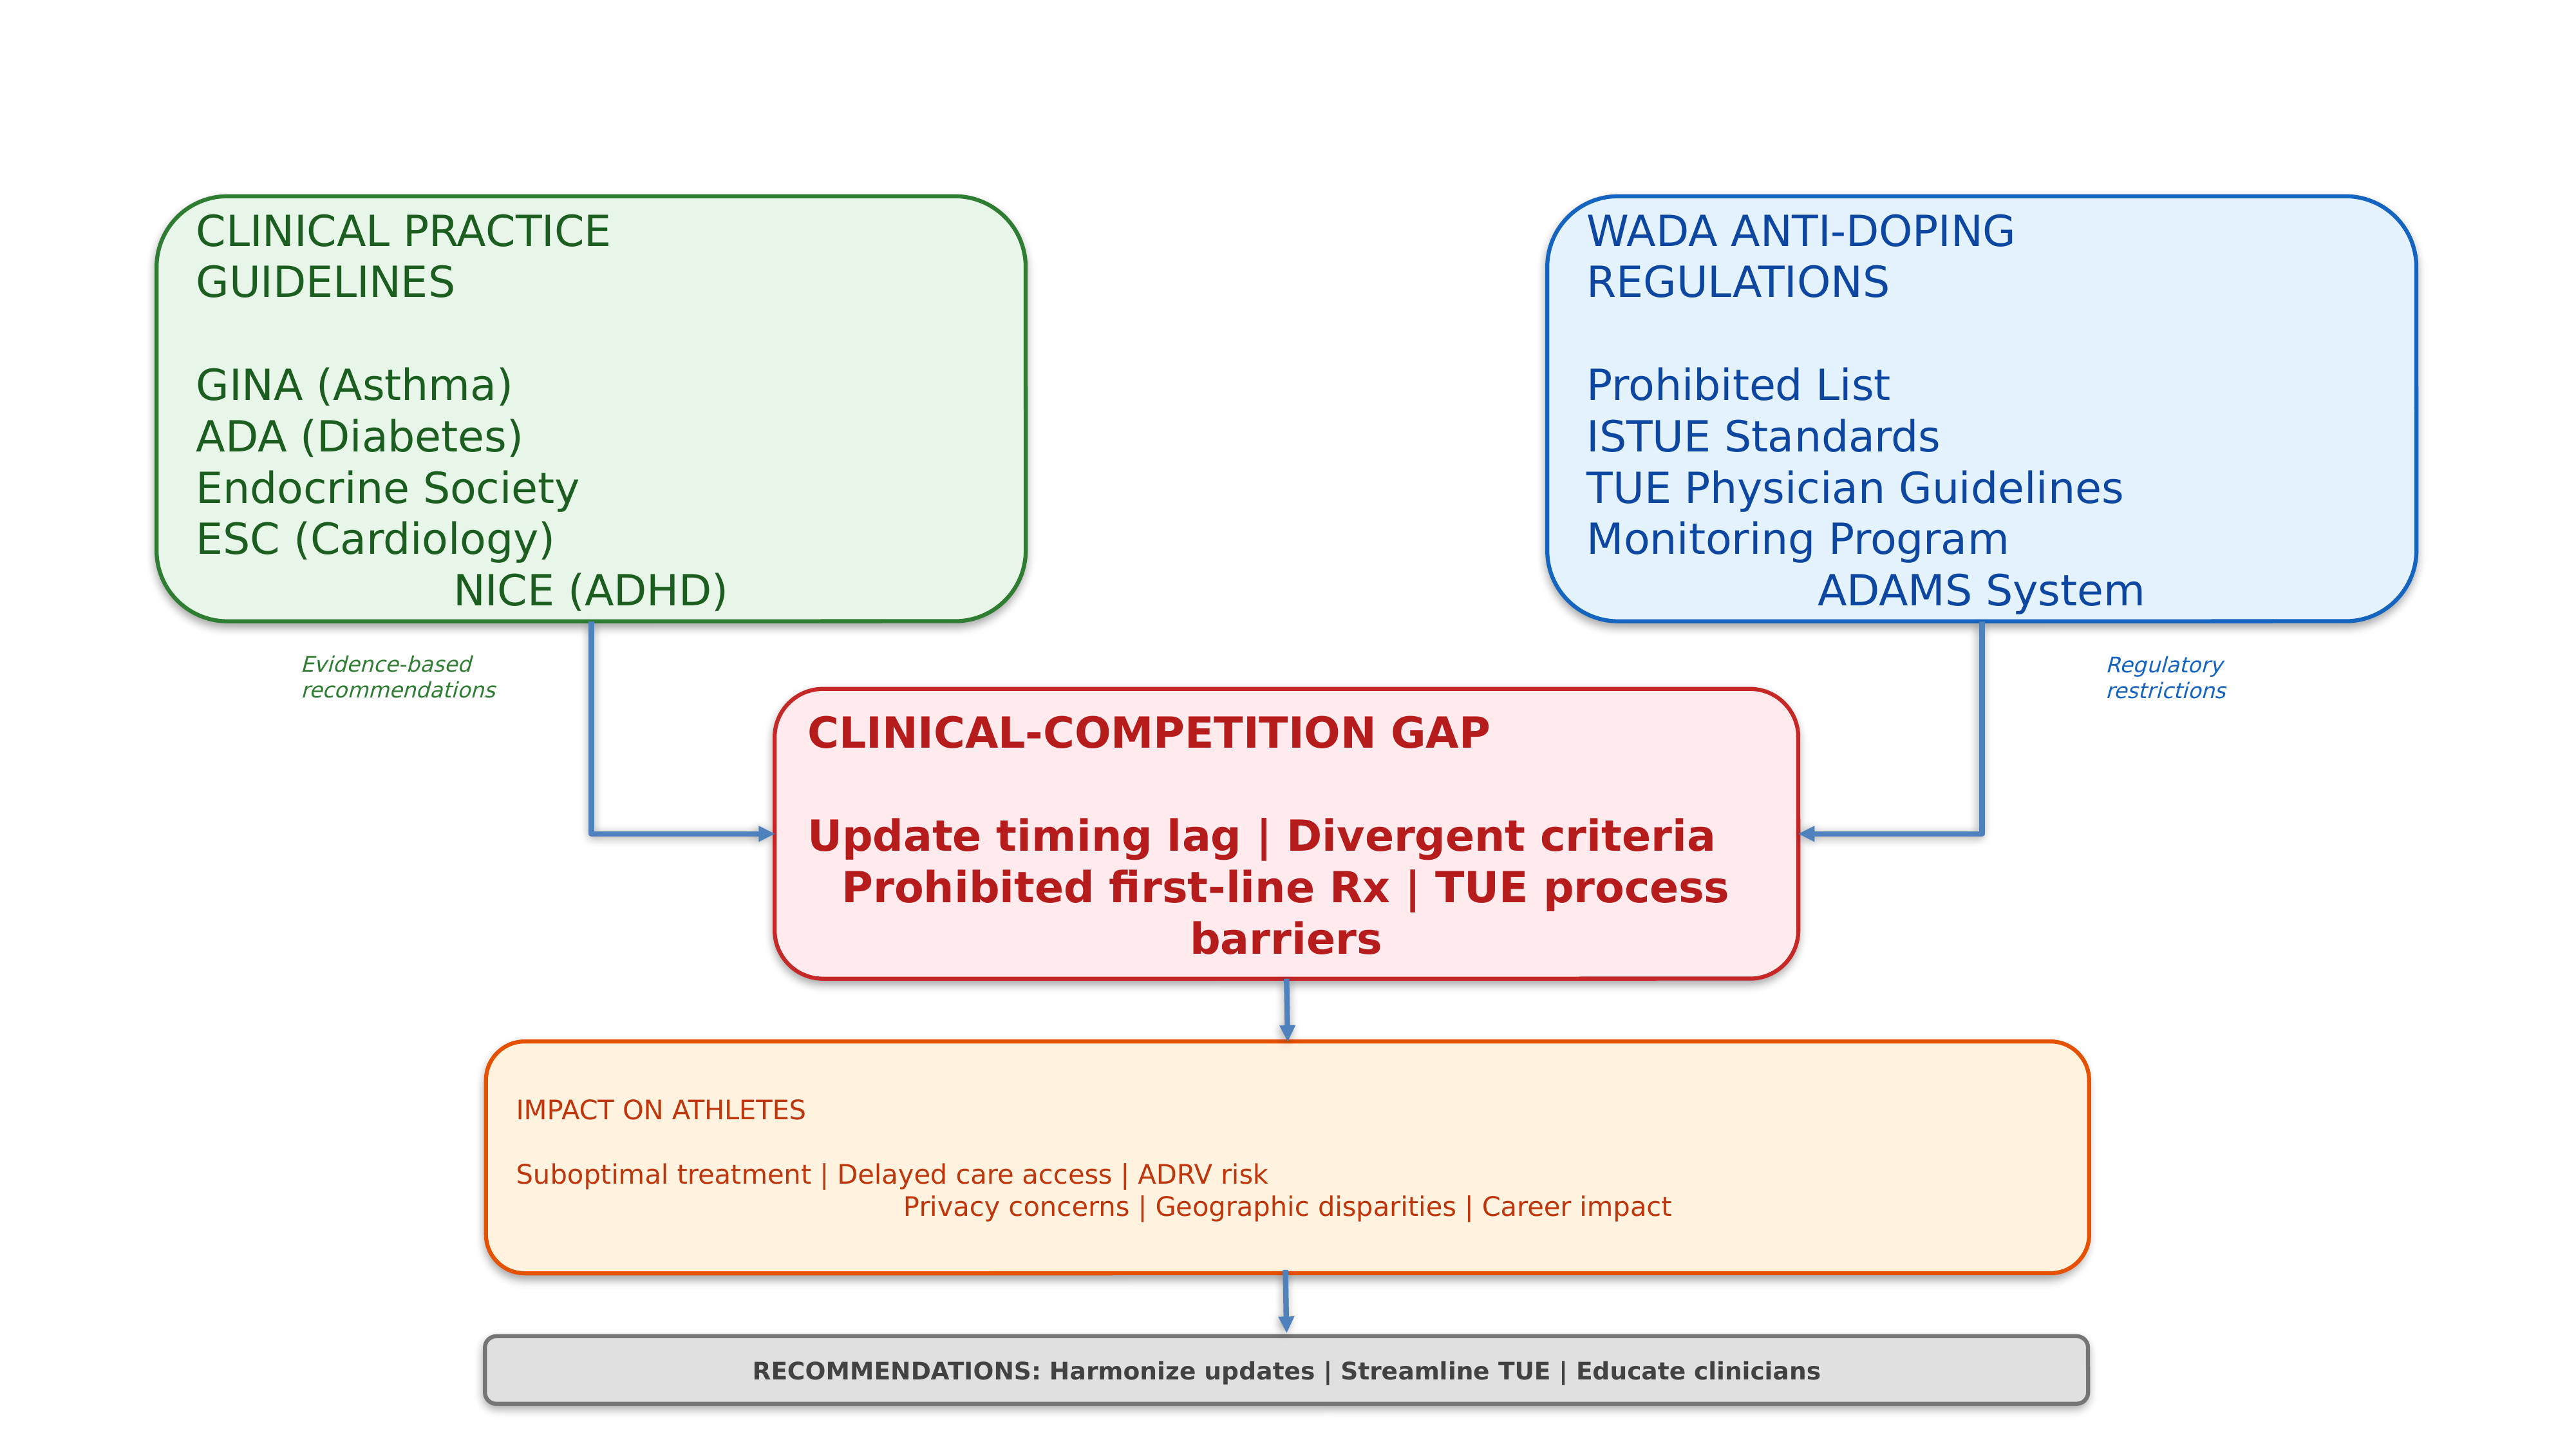 CLINICAL PRACTICE
GUIDELINES
GINA (Asthma)
ADA (Diabetes)
Endocrine Society
ESC (Cardiology)
NICE (ADHD)
WADA ANTI-DOPING
REGULATIONS
Prohibited List
ISTUE Standards
TUE Physician Guidelines
Monitoring Program
ADAMS System
Evidence-based
recommendations
Regulatory
restrictions
CLINICAL-COMPETITION GAP
Update timing lag | Divergent criteria
Prohibited first-line Rx | TUE process
barriers
IMPACT ON ATHLETES
Suboptimal treatment | Delayed care access | ADRV risk
Privacy concerns | Geographic disparities | Career impact
RECOMMENDATIONS: Harmonize updates | Streamline TUE | Educate clinicians